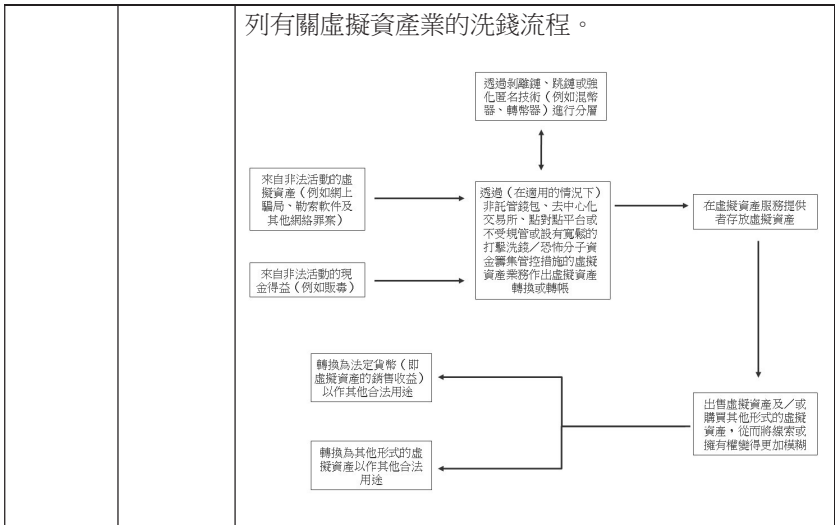 列有關虛擬資產業的洗錢流程。
透過剝離鏈、跳鏈或強
化匿名技術（例如混幣
器、轉幣器）進行分層
來自非法活動的虛
擬資產（例如網上
騙局、勒索軟件及
其他網絡罪案）
透過（在適用的情況下）
非託管錢包、去中心化
交易所、點對點平台或
不受規管或設有寬鬆的
打擊洗錢／恐怖分子資
金籌集管控措施的虛擬
資產業務作出虛擬資產
轉換或轉帳
在虛擬資產服務提供
者存放虛擬資產
來自非法活動的現
金得益（例如販毒）
轉換為法定貨幣（即
虛擬資產的銷售收益）
以作其他合法用途
出售虛擬資產及／或
購買其他形式的虛擬
資產，從而將線索或
擁有權變得更加模糊
轉換為其他形式的虛
擬資產以作其他合法
用途